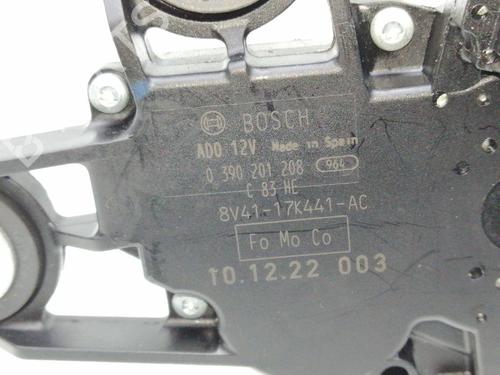 BOSCH
ADO 12V Made in Spain
0 390 201 208 964
C 83 HE
8V41-17K441-AC
Fo Mo Co
10.12.22 003